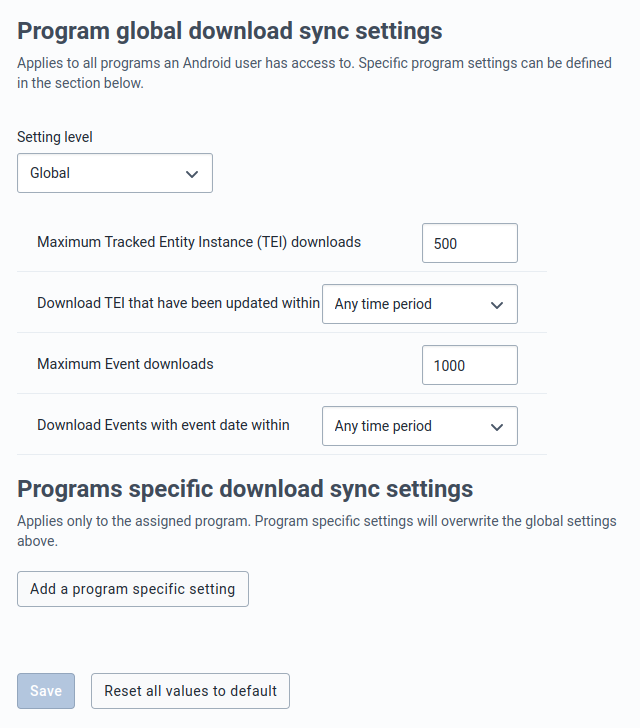 Program global download sync settings
Applies to all programs an Android user has access to. Specific program settings can be defined
in the section below.
Setting level
Global
Maximum Tracked Entity Instance (TEI) downloads
500
Download TEI that have been updated within
Any time period
Maximum Event downloads
1000
Download Events with event date within
Any time period
Programs specific download sync settings
Applies only to the assigned program. Program specific settings will overwrite the global settings
above.
Add a program specific setting
Save
Reset all values to default